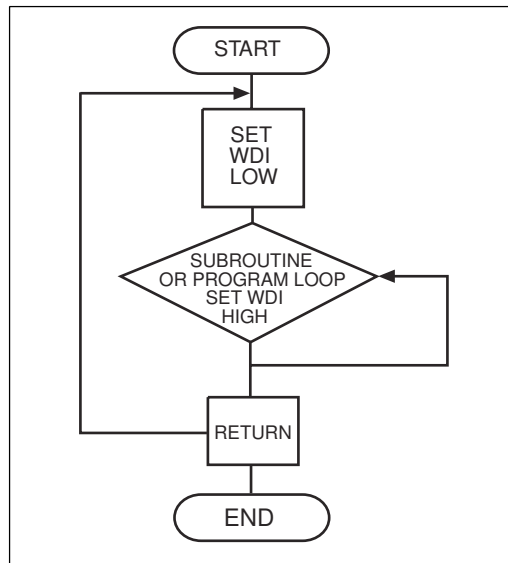 START
SET
WDI
LOW
SUBROUTINE
OR PROGRAM LOOP
SET WDI
HIGH
RETURN
END